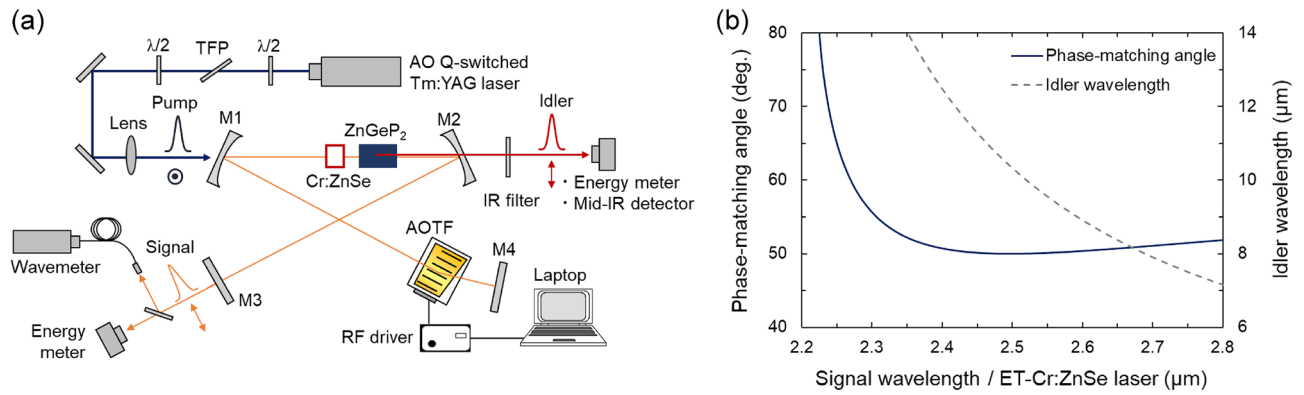 (a)
λ/2
TFP
λ/2
AO Q-switched
Tm:YAG laser
Lens
Pump
M1
ZnGeP2
M2
Idler
Cr:ZnSe
IR filter
・Energy meter
・Mid-IR detector
Signal
Wavemeter
M3
AOTF
M4
Laptop
Energy
meter
RF driver
(b)
Phase-matching angle
Idler wavelength
Phase-matching angle (deg.)
80
70
60
50
40
14
12
10
8
6
Idler wavelength (μm)
2.2 2.3 2.4 2.5 2.6 2.7 2.8
Signal wavelength / ET-Cr:ZnSe laser (μm)